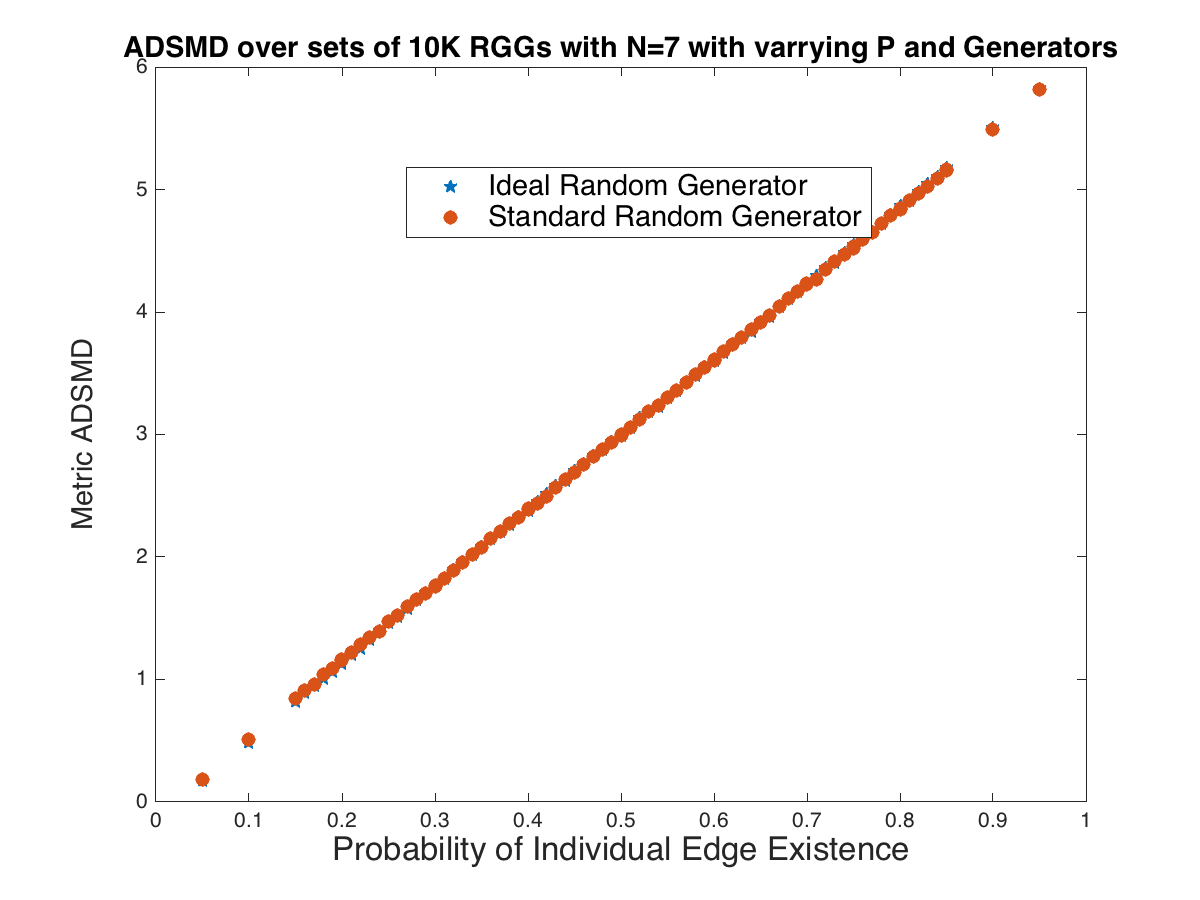 ADSMD over sets of 10K RGGs with N=7 with varrying P and Generators
6
5
4
3
2
1
0
Metric ADSMD
Ideal Random Generator
Standard Random Generator
0 0.1 0.2 0.3 0.4 0.5 0.6 0.7 0.8 0.9 1
Probability of Individual Edge Existence